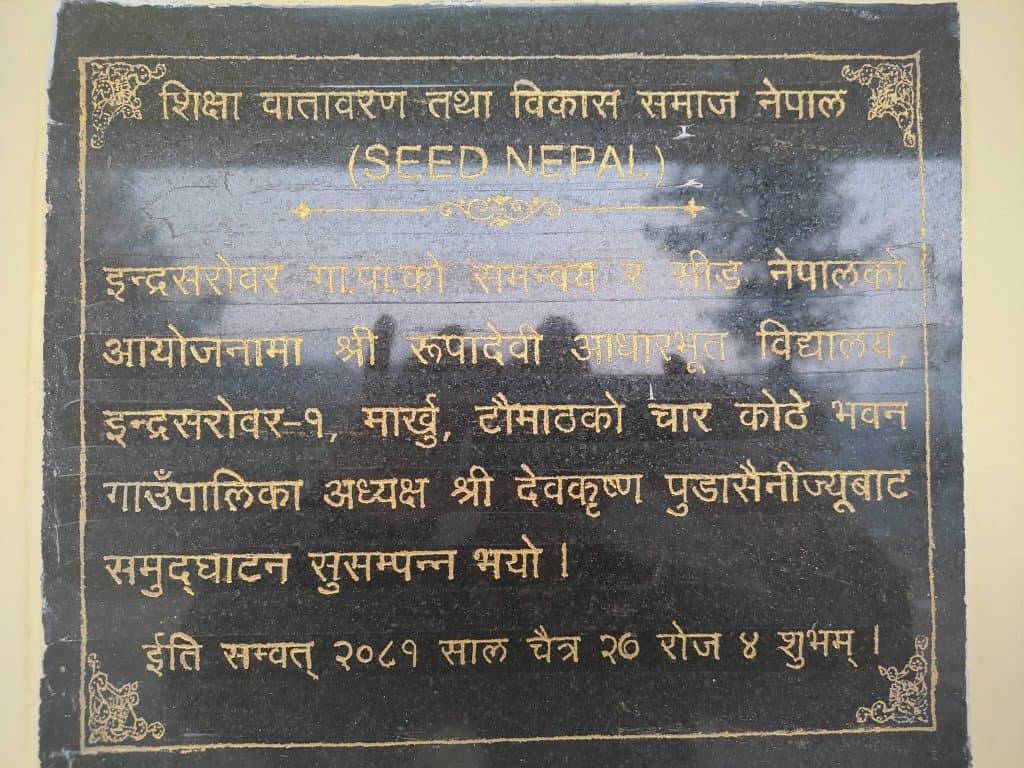 शिक्षा वातावरण तथा विकास समाज नेपाल
(SEED NEPAL)
इन्द्रसरोवर गा.पा.को समन्वय र सीड नेपालको
आयोजनामा श्री रूपादेवी आधारभूत विद्यालय,
इन्द्रसरोवर-१, मार्खु, टौमाठको चार कोठे भवन
गाउँपालिका अध्यक्ष श्री देवकृष्ण पुडासैनीज्यूबाट
समुद्घाटन सुसम्पन्न भयो ।
ईति सम्वत् २०८१ साल चैत्र २७ रोज ४ शुभम् ।